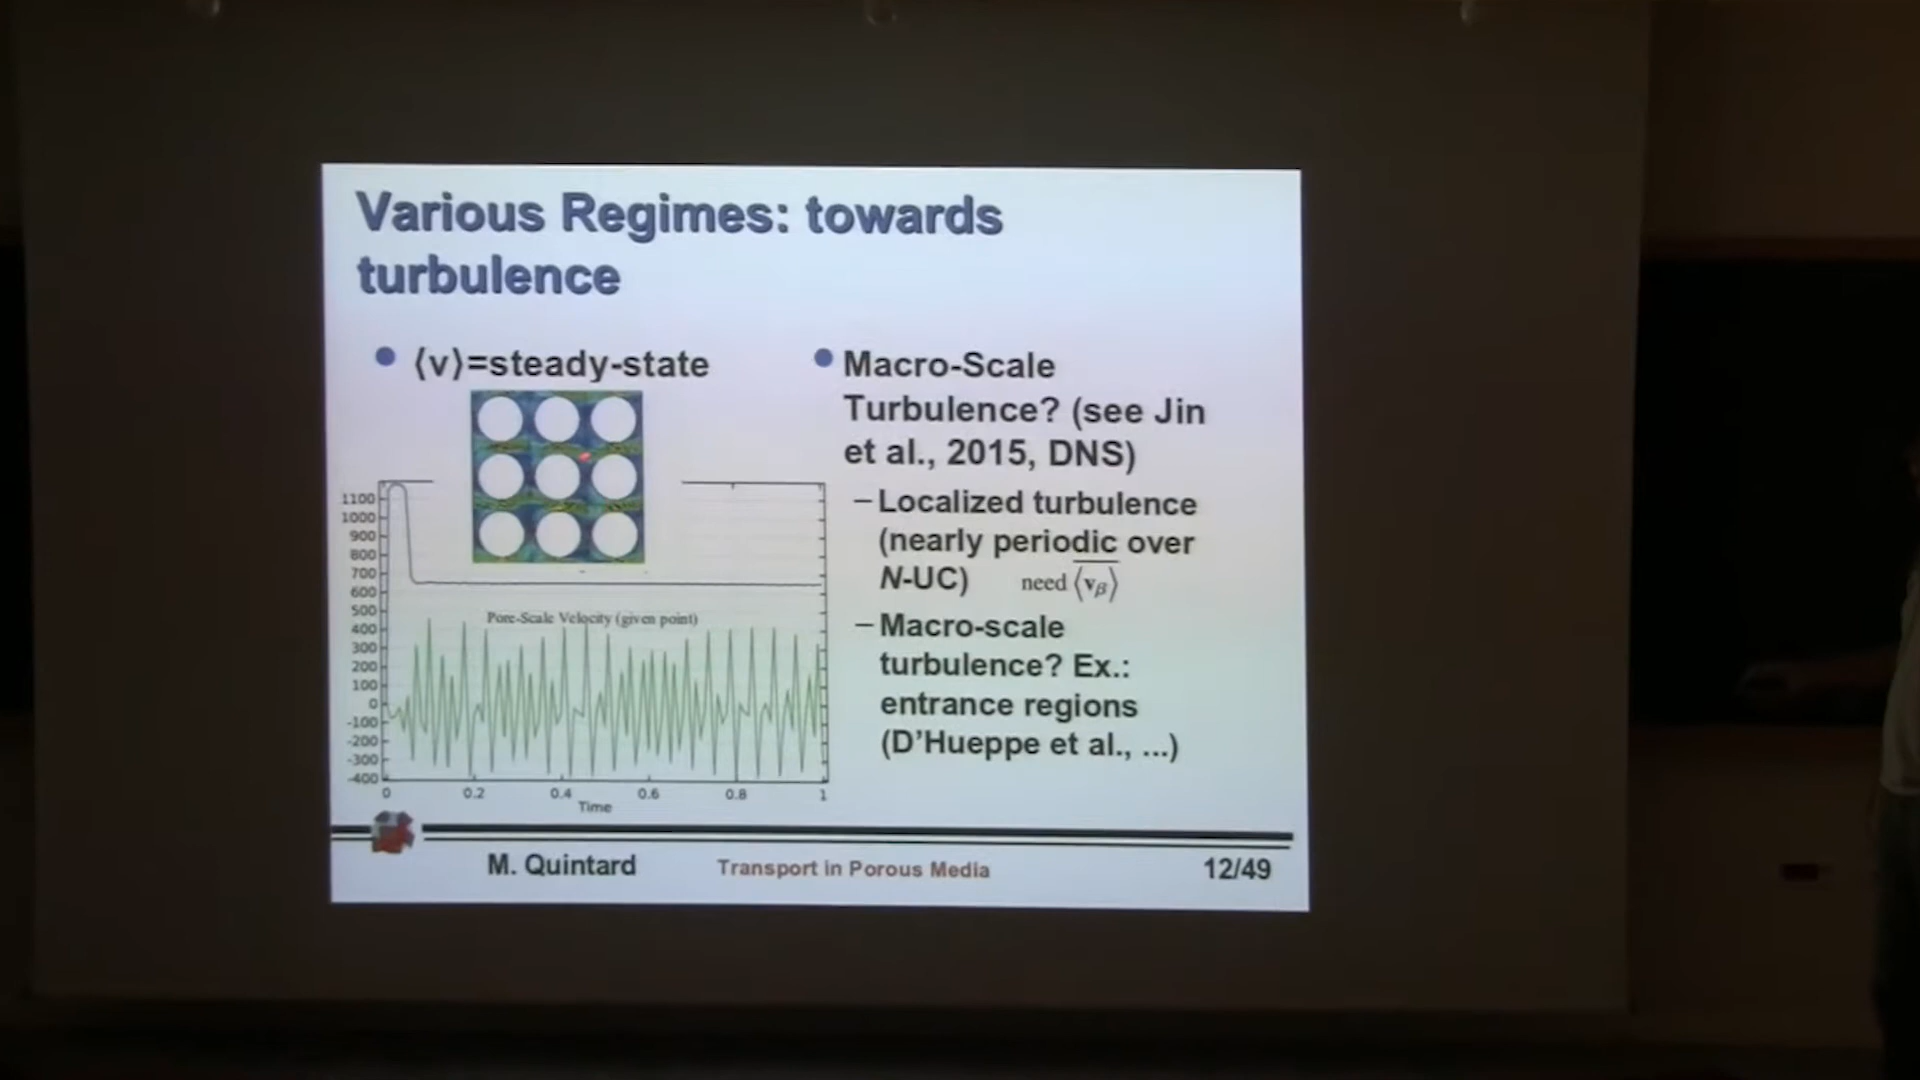 Various Regimes: towards
turbulence
⟨v⟩=steady-state
1100
1000
900
800
700
600
500
400
300
200
100
0
-100
-200
-300
-400
Pore-Scale Velocity (given point)
0 0.2 0.4 0.6 0.8 1
Time
Macro-Scale
Turbulence? (see Jin
et al., 2015, DNS)
– Localized turbulence
(nearly periodic over
N-UC) need ⟨v̅β⟩
– Macro-scale
turbulence? Ex.:
entrance regions
(D'Hueppe et al., ...)
M. Quintard Transport in Porous Media 12/49